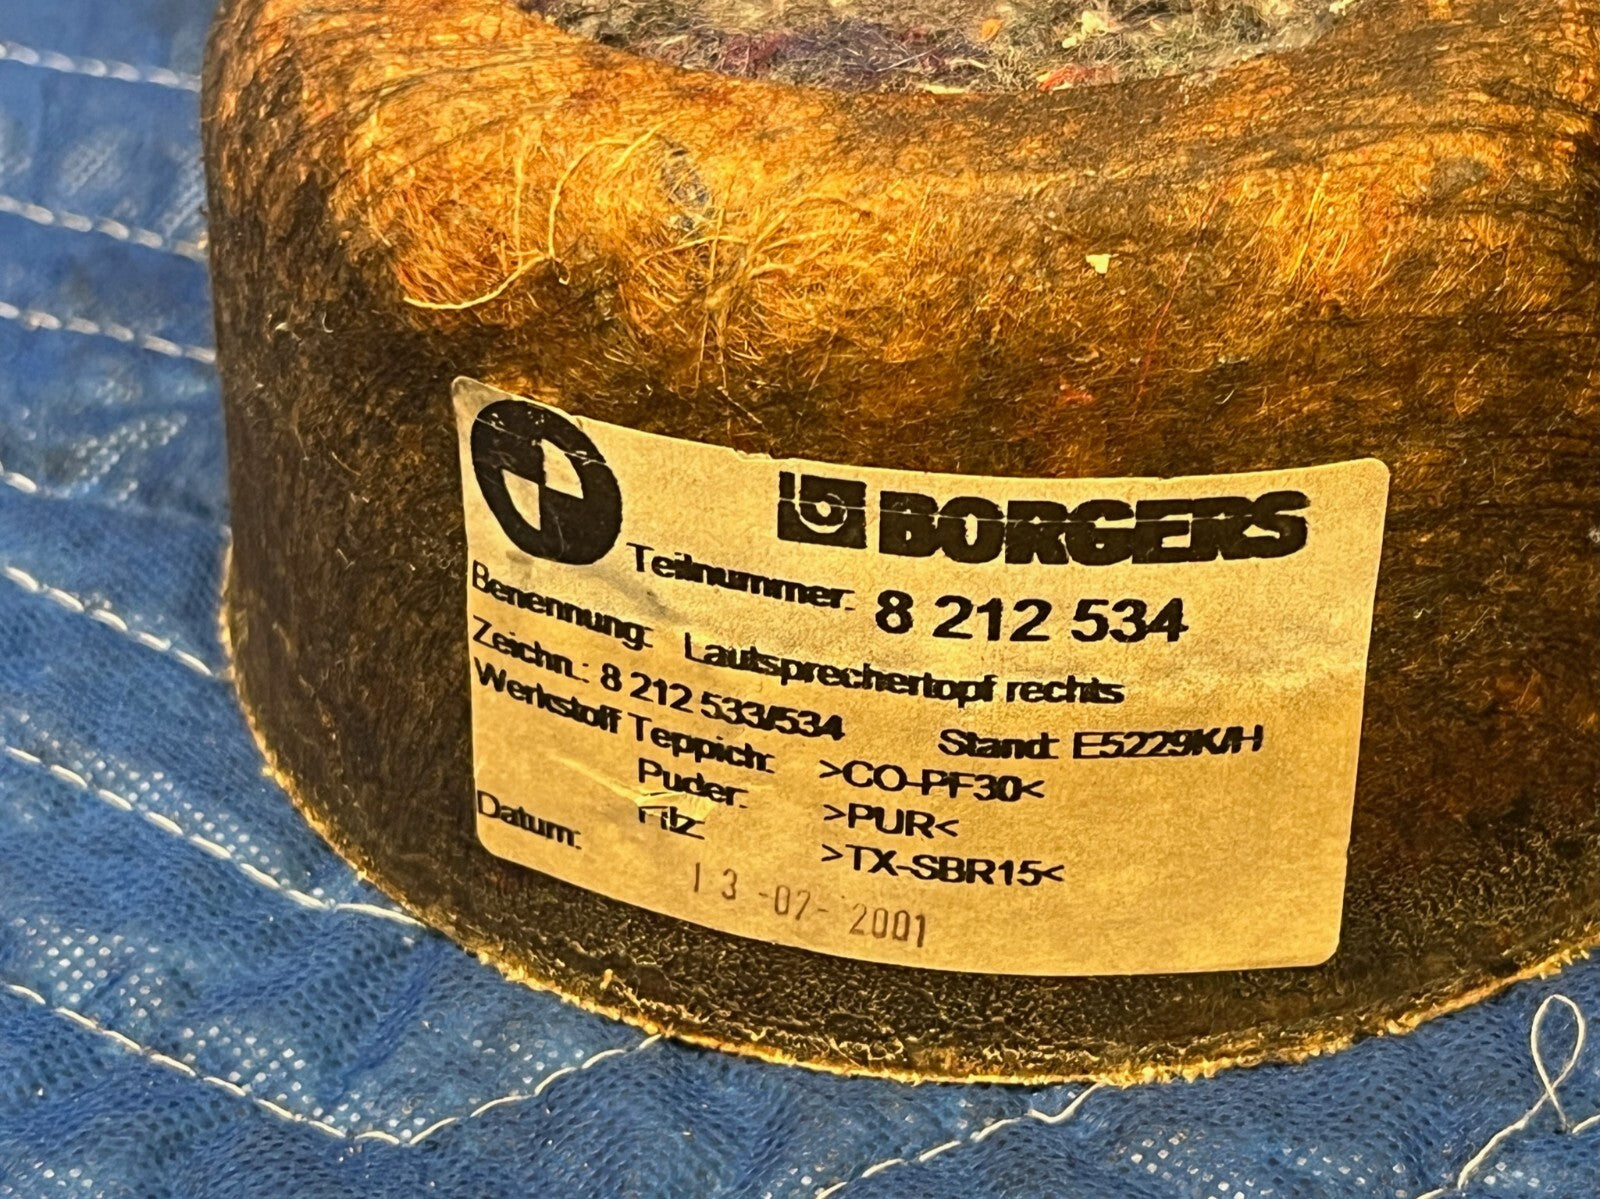 BORGERS
Teilnummer: 8 212 534
Benennung: Lautsprechertopf rechts
Zeichn.: 8 212 533/534 Stand: E5229K/H
Werkstoff Teppich: >CO-PF30<
Puder: >PUR<
Filz: >TX-SBR15<
Datum: 13-02-2001